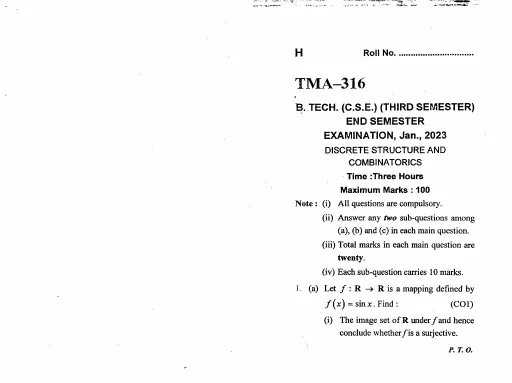 H Roll No. ...............................
TMA–316
B. TECH. (C.S.E.) (THIRD SEMESTER)
END SEMESTER
EXAMINATION, Jan., 2023
DISCRETE STRUCTURE AND
COMBINATORICS
Time :Three Hours
Maximum Marks : 100
Note : (i) All questions are compulsory.
(ii) Answer any two sub-questions among
(a), (b) and (c) in each main question.
(iii) Total marks in each main question are
twenty.
(iv) Each sub-question carries 10 marks.
1. (a) Let f : R → R is a mapping defined by
f(x) = sin x. Find : (CO1)
(i) The image set of R under f and hence
conclude whether f is a surjective.
P. T. O.